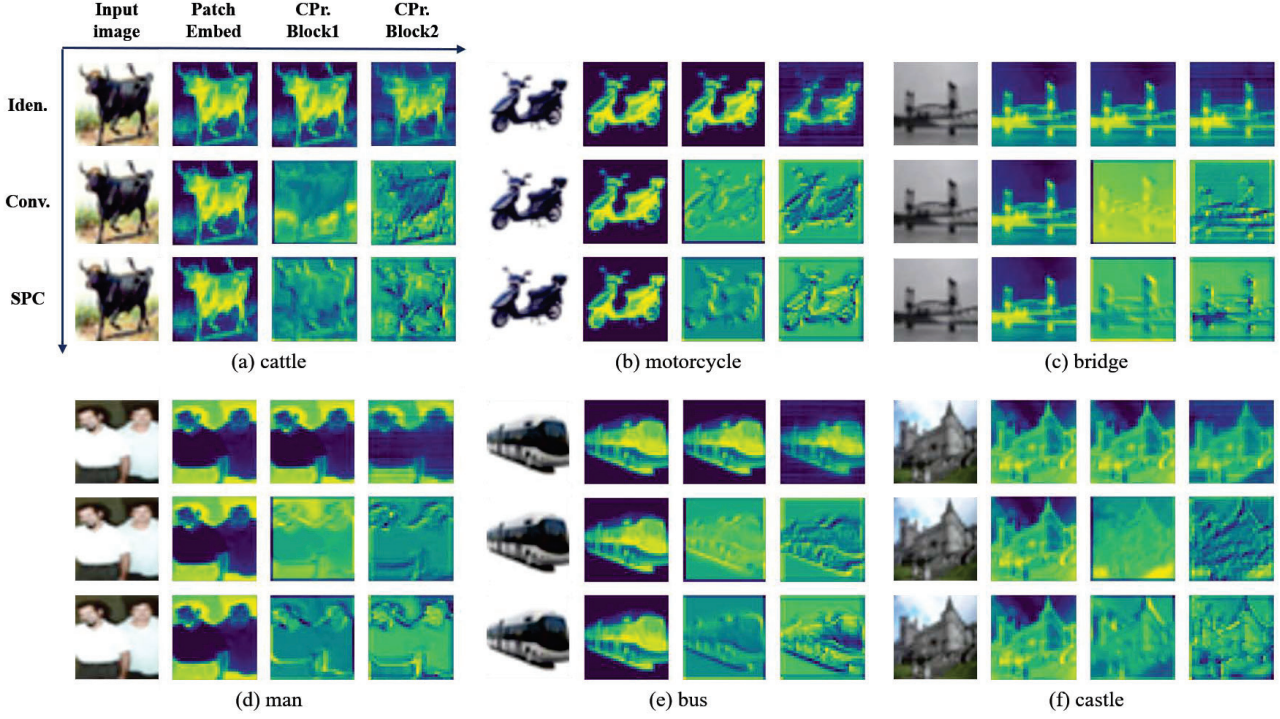 Input
image
Patch
Embed
CPr.
Block1
CPr.
Block2
Iden.
Conv.
SPC
(a) cattle
(b) motorcycle
(c) bridge
(d) man
(e) bus
(f) castle